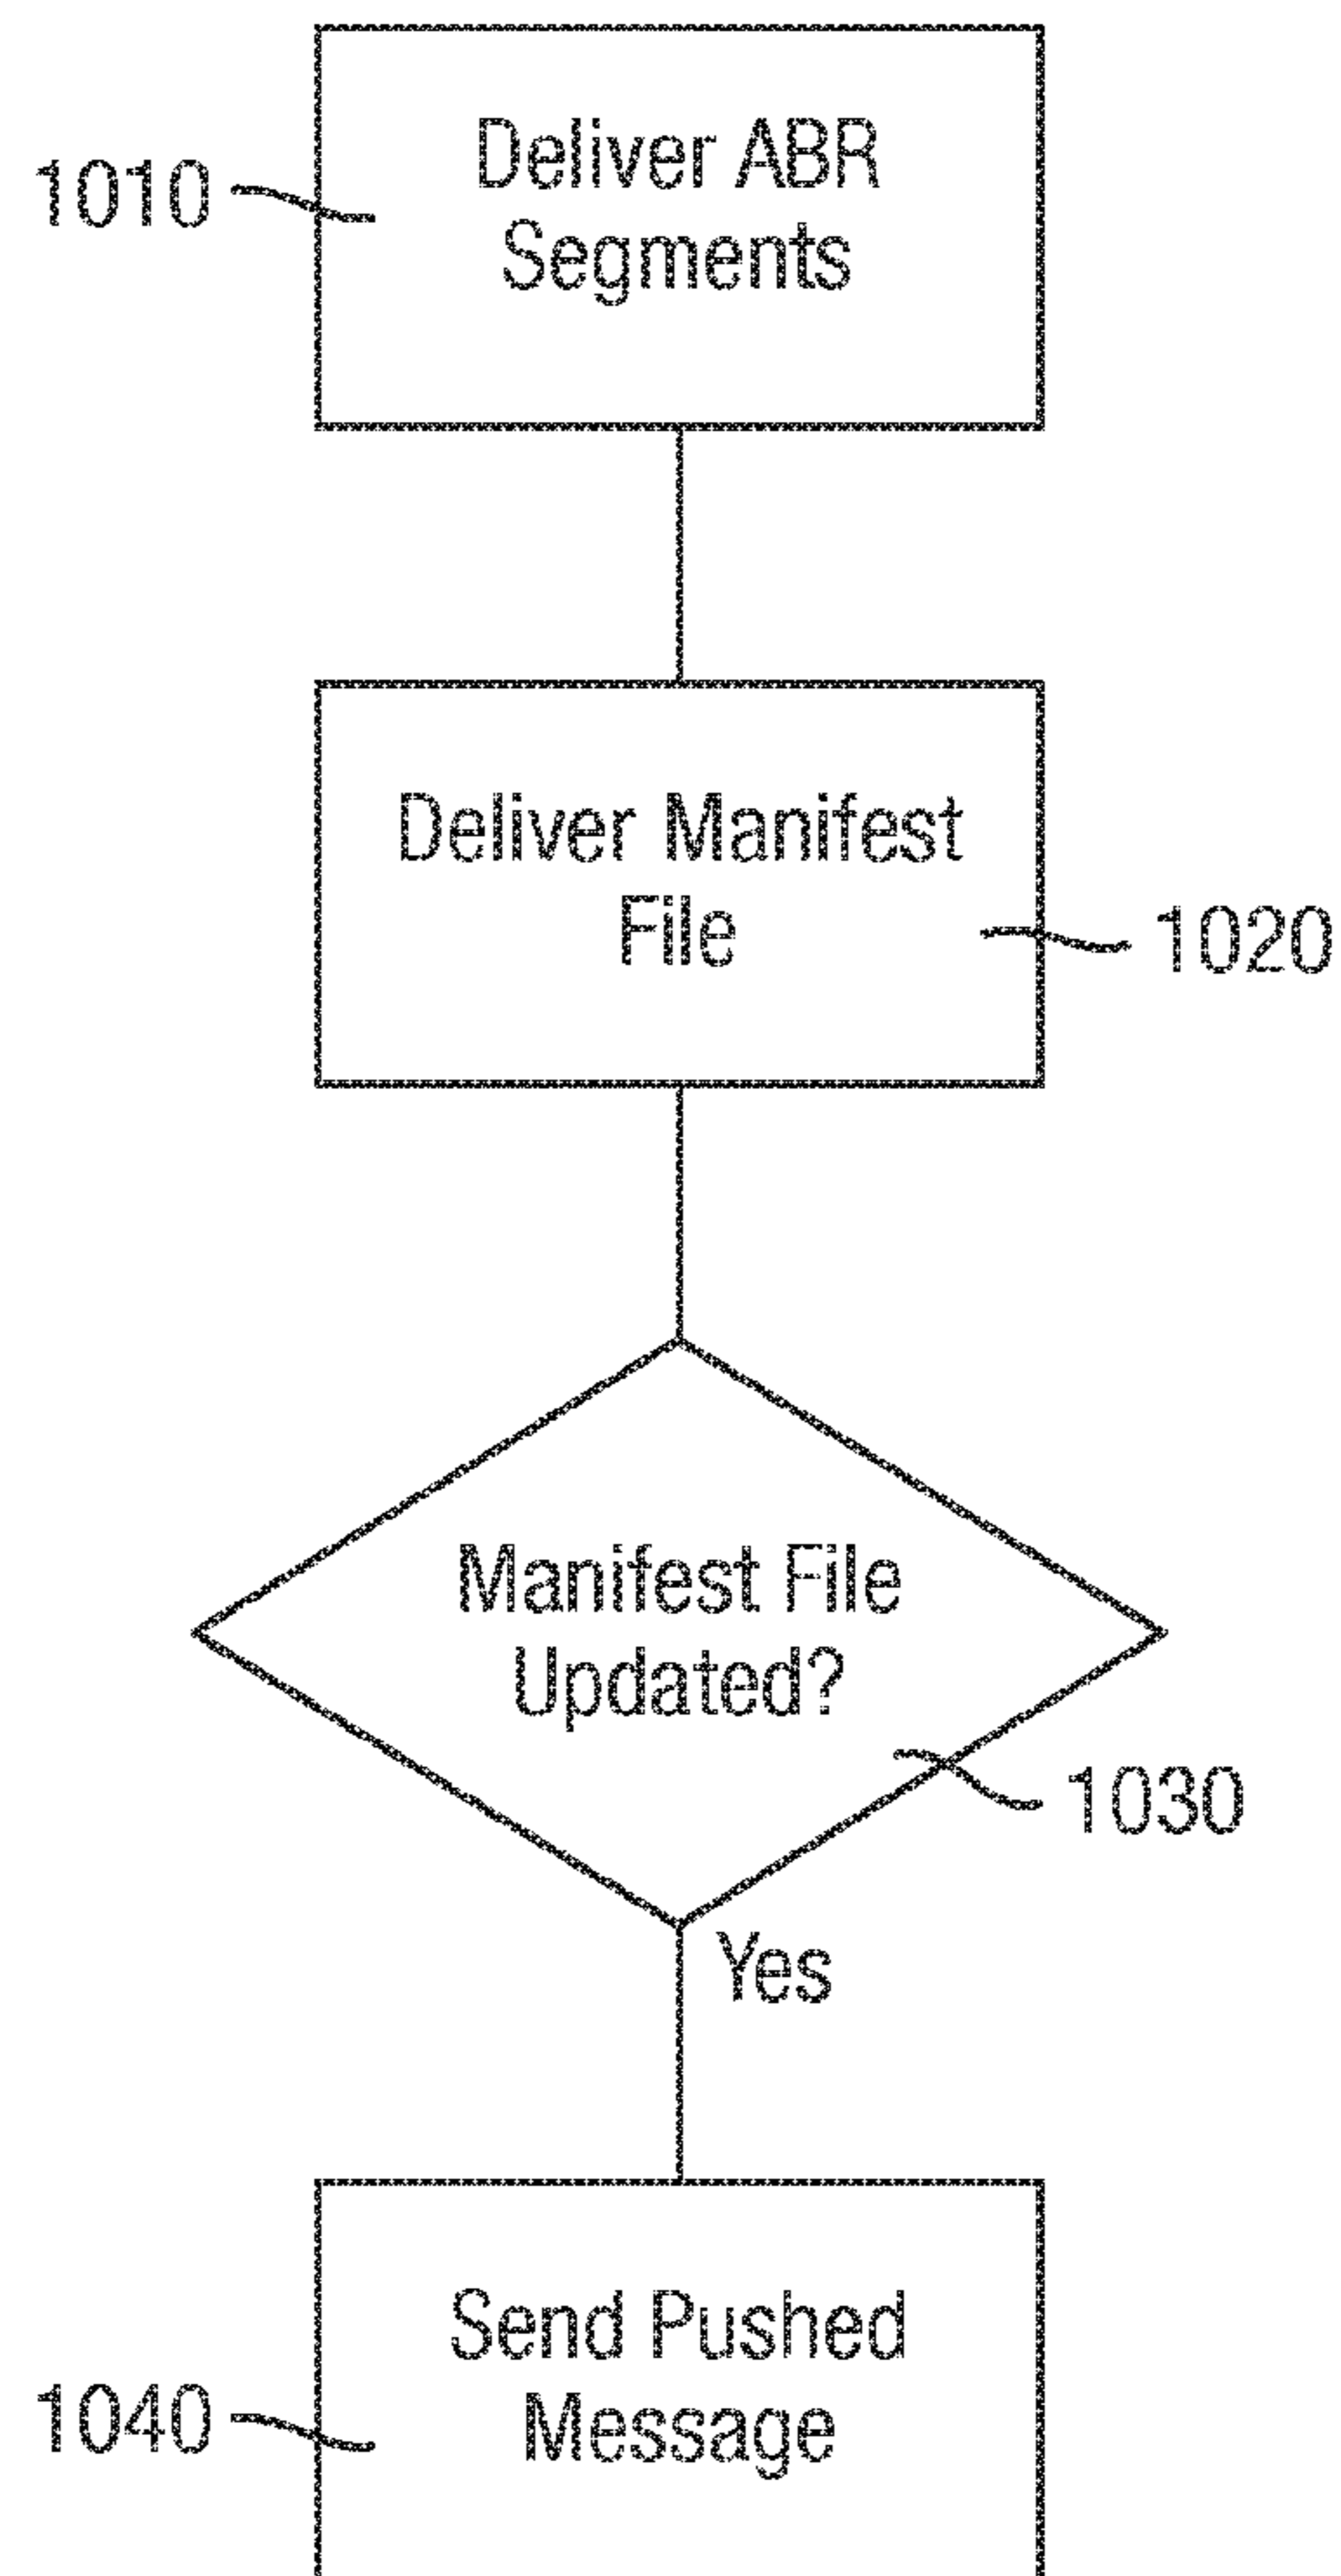 1010
Deliver ABR
Segments
Deliver Manifest
File
1020
Manifest File
Updated?
1030
Yes
Send Pushed
Message
1040